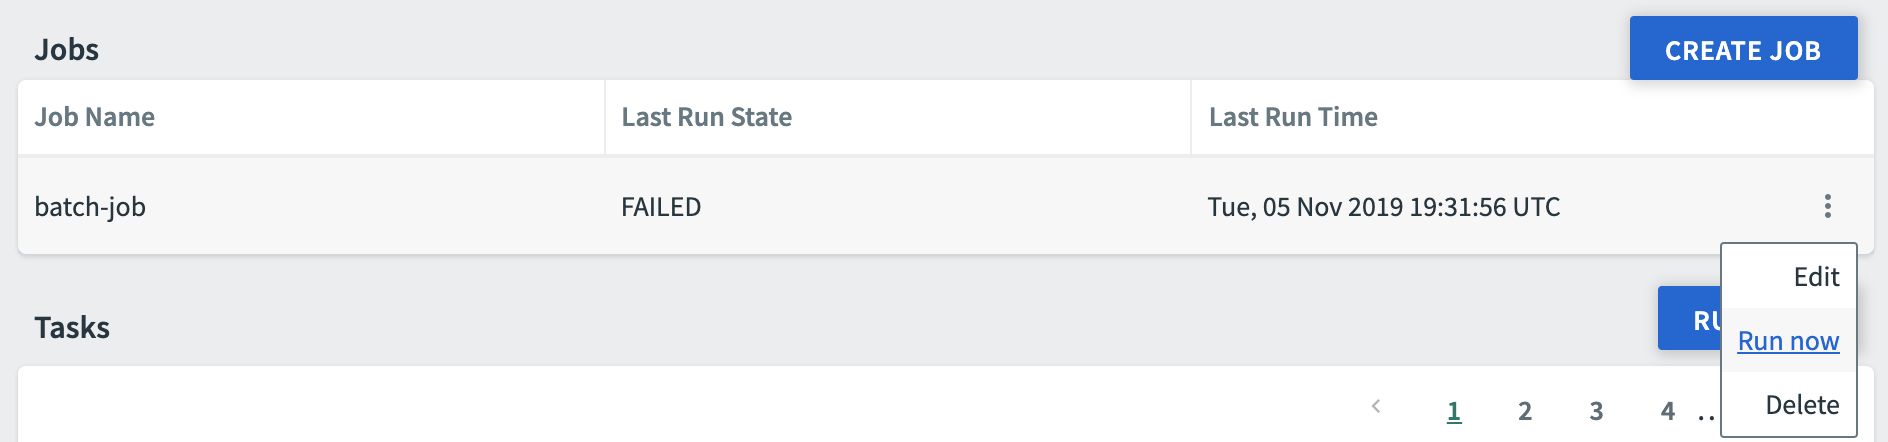 Jobs
CREATE JOB
Job Name Last Run State Last Run Time
batch-job FAILED Tue, 05 Nov 2019 19:31:56 UTC
Edit
Tasks
RU
Run now
1 2 3 4 ..
Delete